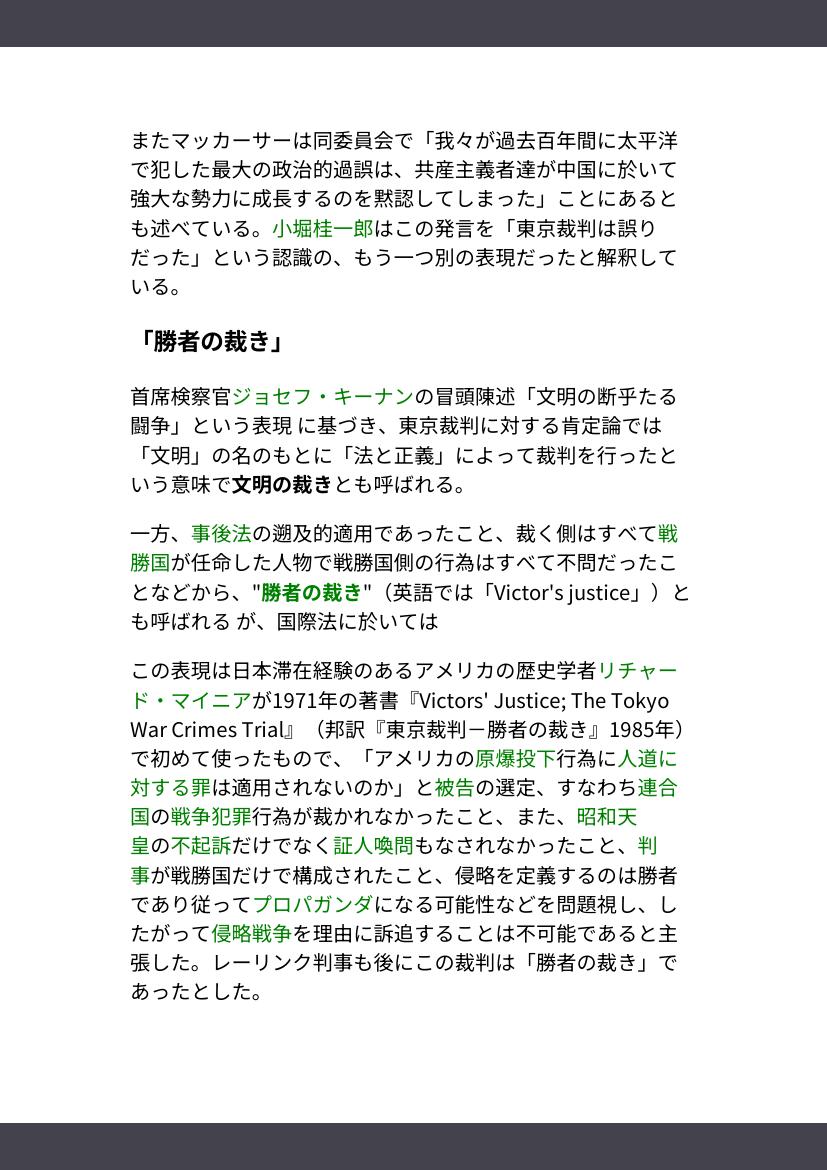 またマッカーサーは同委員会で「我々が過去百年間に太平洋
で犯した最大の政治的過誤は、共産主義者達が中国に於いて
強大な勢力に成長するのを黙認してしまった」ことにあると
も述べている。小堀桂一郎はこの発言を「東京裁判は誤り
だった」という認識の、もう一つ別の表現だったと解釈して
いる。
「勝者の裁き」
首席検察官ジョセフ・キーナンの冒頭陳述「文明の断乎たる
闘争」という表現 に基づき、東京裁判に対する肯定論では
「文明」の名のもとに「法と正義」によって裁判を行ったと
いう意味で文明の裁きとも呼ばれる。
一方、事後法の遡及的適用であったこと、裁く側はすべて戦
勝国が任命した人物で戦勝国側の行為はすべて不問だったこ
となどから、"勝者の裁き"（英語では「Victor's justice」）と
も呼ばれる が、国際法に於いては
この表現は日本滞在経験のあるアメリカの歴史学者リチャー
ド・マイニアが1971年の著書『Victors' Justice; The Tokyo
War Crimes Trial』（邦訳『東京裁判－勝者の裁き』1985年）
で初めて使ったもので、「アメリカの原爆投下行為に人道に
対する罪は適用されないのか」と被告の選定、すなわち連合
国の戦争犯罪行為が裁かれなかったこと、また、昭和天
皇の不起訴だけでなく証人喚問もなされなかったこと、判
事が戦勝国だけで構成されたこと、侵略を定義するのは勝者
であり従ってプロパガンダになる可能性などを問題視し、し
たがって侵略戦争を理由に訴追することは不可能であると主
張した。レーリンク判事も後にこの裁判は「勝者の裁き」で
あったとした。